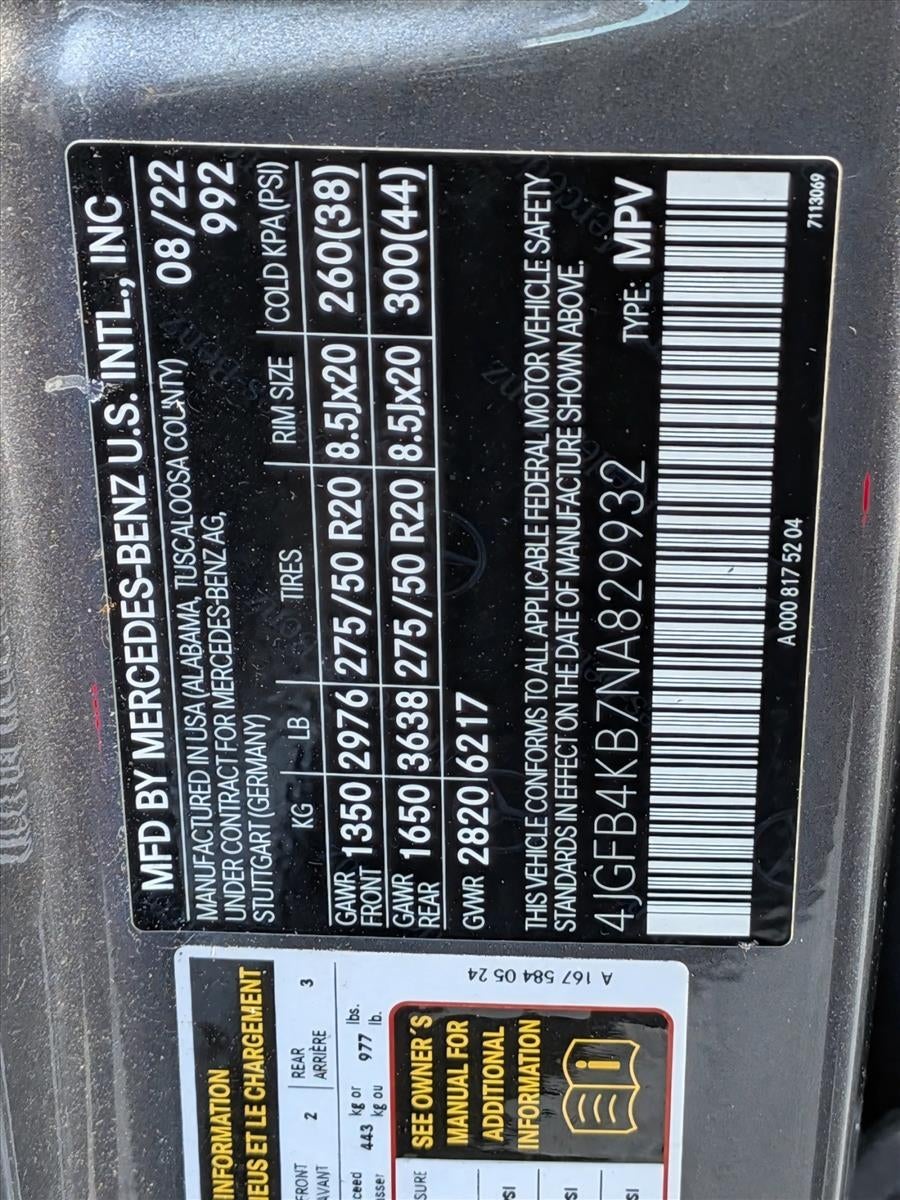 MFD BY MERCEDES-BENZ U.S. INTL., INC
MANUFACTURED IN USA (ALABAMA, TUSCALOOSA COUNTY) 08/22
UNDER CONTRACT FOR MERCEDES-BENZ AG, 992
STUTTGART (GERMANY)
KG LB TIRES RIM SIZE COLD KPA (PSI)
GAWR FRONT 1350 2976 275/50 R20 8.5Jx20 260(38)
GAWR REAR 1650 3638 275/50 R20 8.5Jx20 300(44)
GVWR 2820 6217
THIS VEHICLE CONFORMS TO ALL APPLICABLE FEDERAL MOTOR VEHICLE SAFETY
STANDARDS IN EFFECT ON THE DATE OF MANUFACTURE SHOWN ABOVE.
4JGFB4KB7NA829932 TYPE: MPV
A 000 817 52 04 7113069
INFORMATION
LE CHARGEMENT
2 REAR 3
ARRIÈRE
443 kg or 977 lbs.
kg ou lb.
SEE OWNER'S
MANUAL FOR
ADDITIONAL
INFORMATION
A 167 584 05 24